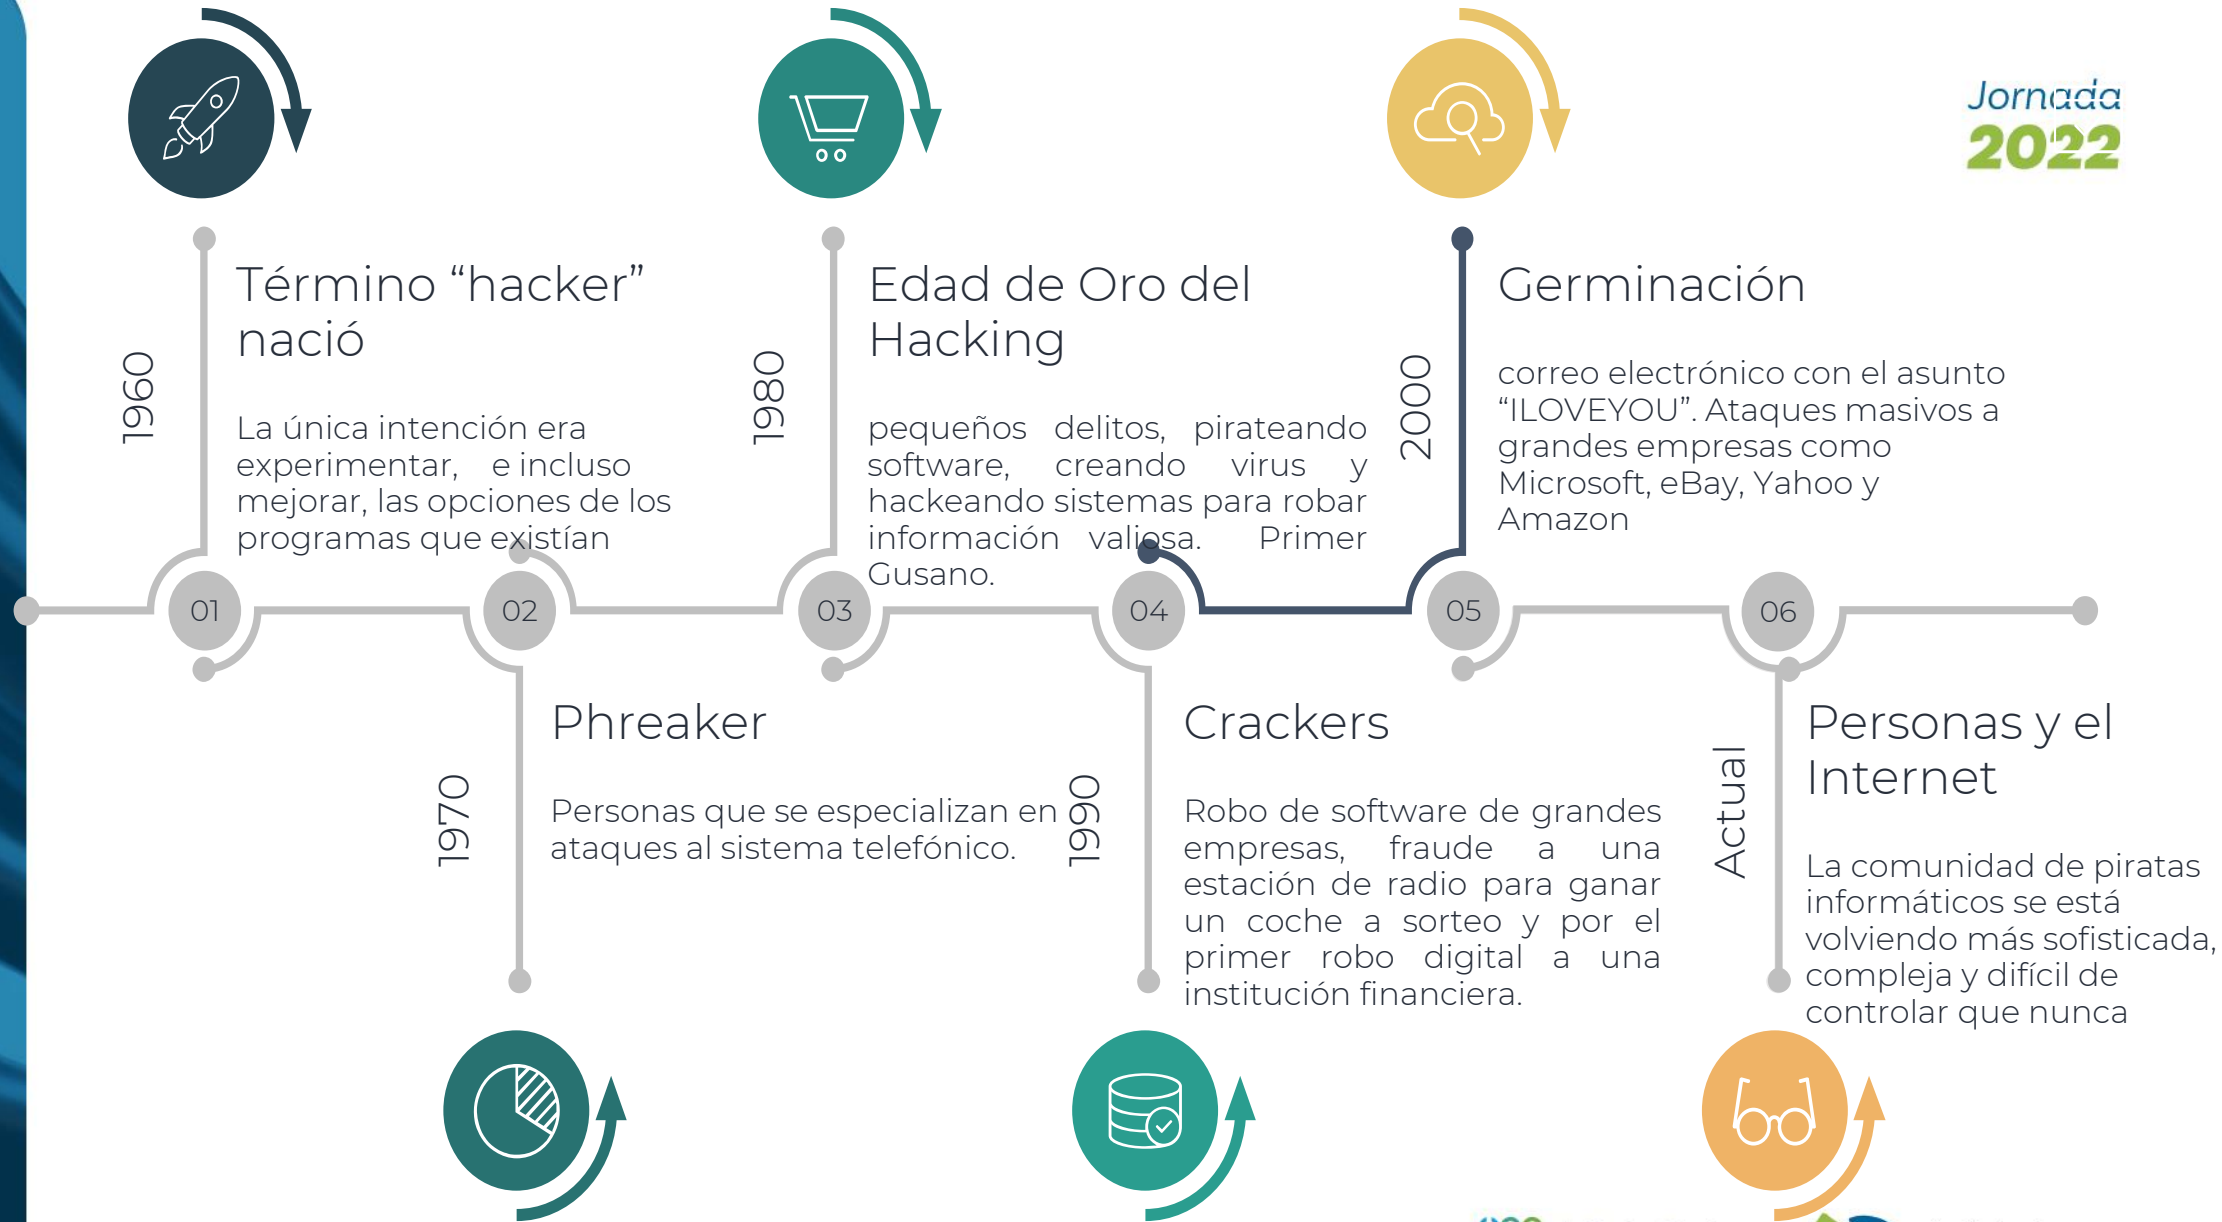 Jornada
2022
1960
Término “hacker”
nació
La única intención era
experimentar, e incluso
mejorar, las opciones de los
programas que existían
1980
Edad de Oro del
Hacking
pequeños delitos, pirateando
software, creando virus y
hackeando sistemas para robar
información valiosa. Primer
Gusano.
2000
Germinación
correo electrónico con el asunto
“ILOVEYOU”. Ataques masivos a
grandes empresas como
Microsoft, eBay, Yahoo y
Amazon
01
02
03
04
05
06
1970
Phreaker
Personas que se especializan en
ataques al sistema telefónico.
1990
Crackers
Robo de software de grandes
empresas, fraude a una
estación de radio para ganar
un coche a sorteo y por el
primer robo digital a una
institución financiera.
Actual
Personas y el
Internet
La comunidad de piratas
informáticos se está
volviendo más sofisticada,
compleja y difícil de
controlar que nunca